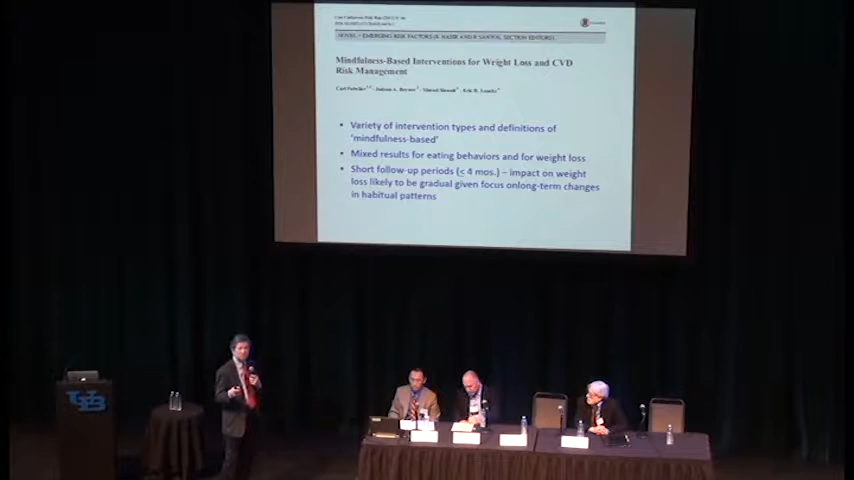 Mindfulness-Based Interventions for Weight Loss and CVD
Risk Management
• Variety of intervention types and definitions of
'mindfulness-based'
• Mixed results for eating behaviors and for weight loss
• Short follow-up periods (≤ 4 mos.) – impact on weight
loss likely to be gradual given focus onlong-term changes
in habitual patterns
UB